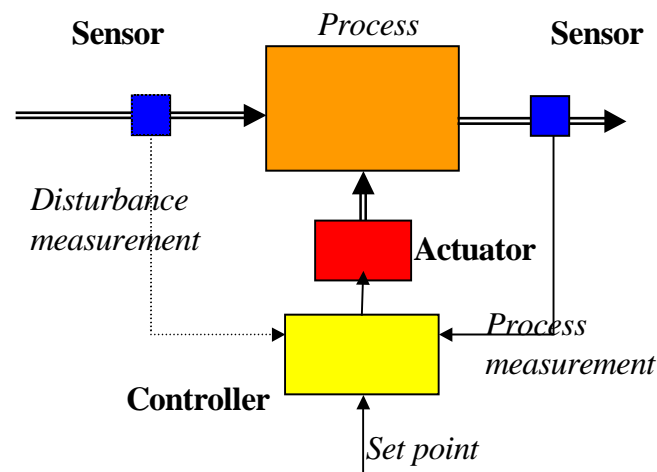 Sensor
Process
Sensor
Disturbance
measurement
Actuator
Process
measurement
Controller
Set point